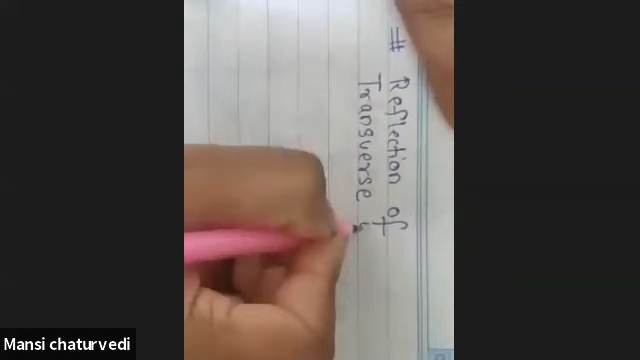 # Reflection of
Transverse
Mansi chaturvedi